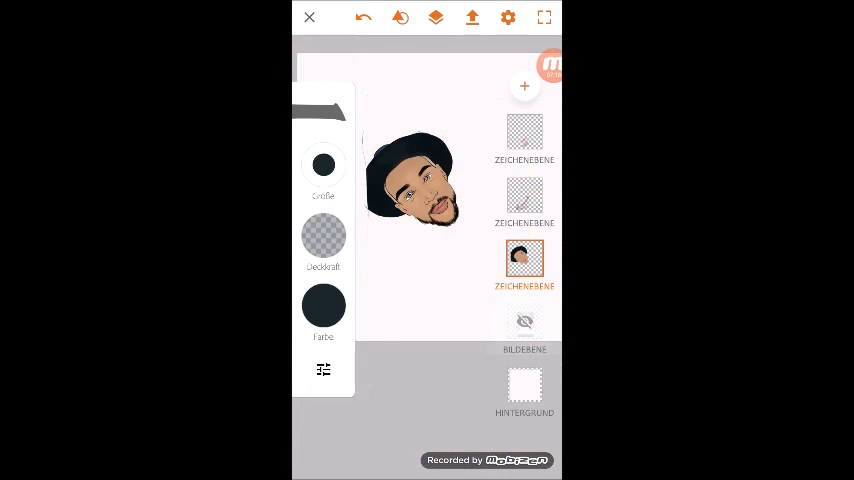 ZEICHENEBENE
Größe
ZEICHENEBENE
Deckkraft
ZEICHENEBENE
Farbe
BILDEBENE
HINTERGRUND
Recorded by mobizen